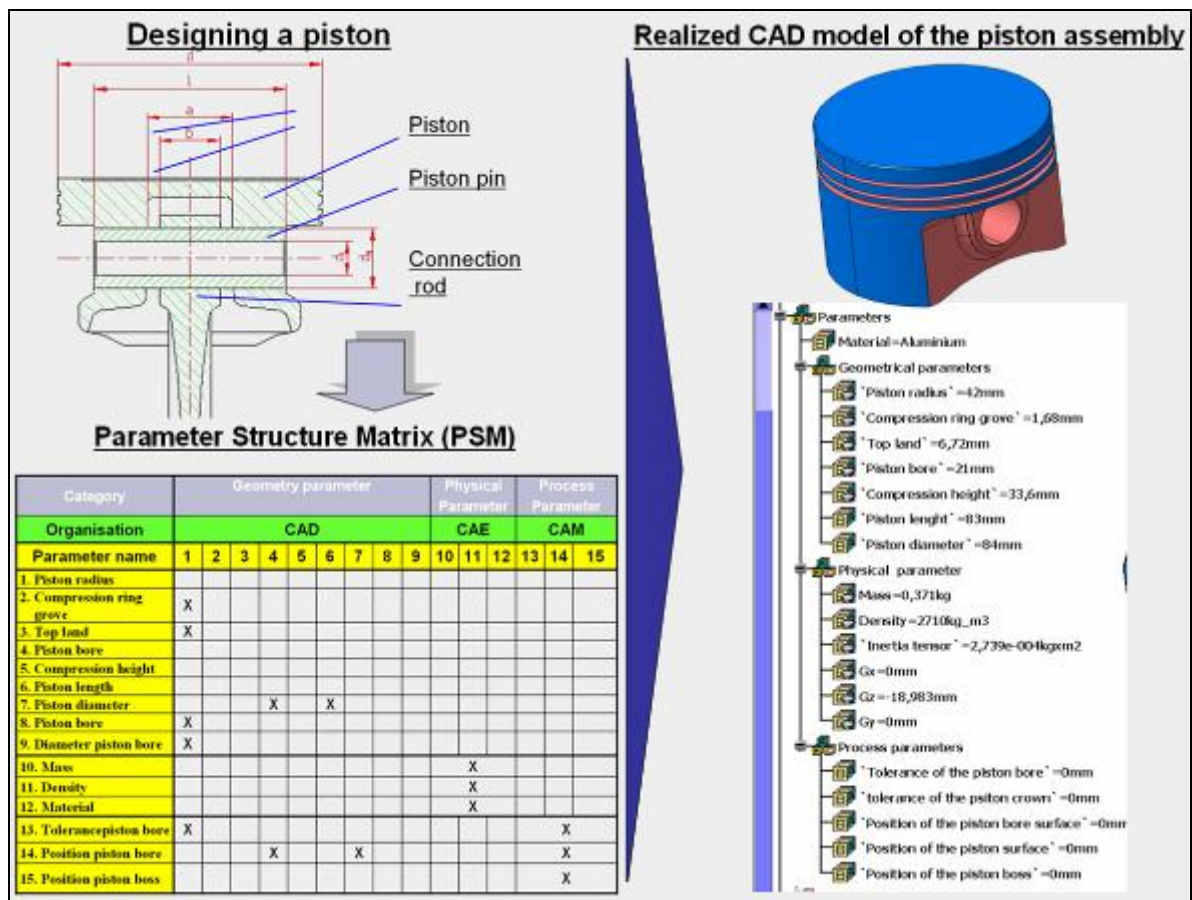 Designing a piston
d
l
a
b
Piston
Piston pin
Connection
rod
Parameter Structure Matrix (PSM)
Category Geometry parameter Physical Parameter Process Parameter
Organisation CAD CAE CAM
Parameter name 1 2 3 4 5 6 7 8 9 10 11 12 13 14 15
1. Piston radius
2. Compression ring
grove X
3. Top land X
4. Piston bore
5. Compression height
6. Piston length
7. Piston diameter X X
8. Piston bore X
9. Diameter piston bore X
10. Mass X
11. Density X
12. Material X
13. Tolerancepiston bore X X
14. Position piston bore X X X
15. Position piston boss X
Realized CAD model of the piston assembly
Parameters
Material=Aluminium
Geometrical parameters
`Piston radius`=42mm
`Compression ring grove`=1,68mm
`Top land`=6,72mm
`Piston bore`=21mm
`Compression height`=33,6mm
`Piston lenght`=83mm
`Piston diameter`=84mm
Physical parameter
Mass=0,371kg
Density=2710kg_m3
`Inertia tensor`=2,739e-004kgxm2
Gx=0mm
Gz=-18,983mm
Gy=0mm
Process parameters
`Tolerance of the piston bore`=0mm
`tolerance of the psiton crown`=0mm
`Position of the piston bore surface`=0mm
`Position of the piston surface`=0mm
`Position of the piston boss`=0mm